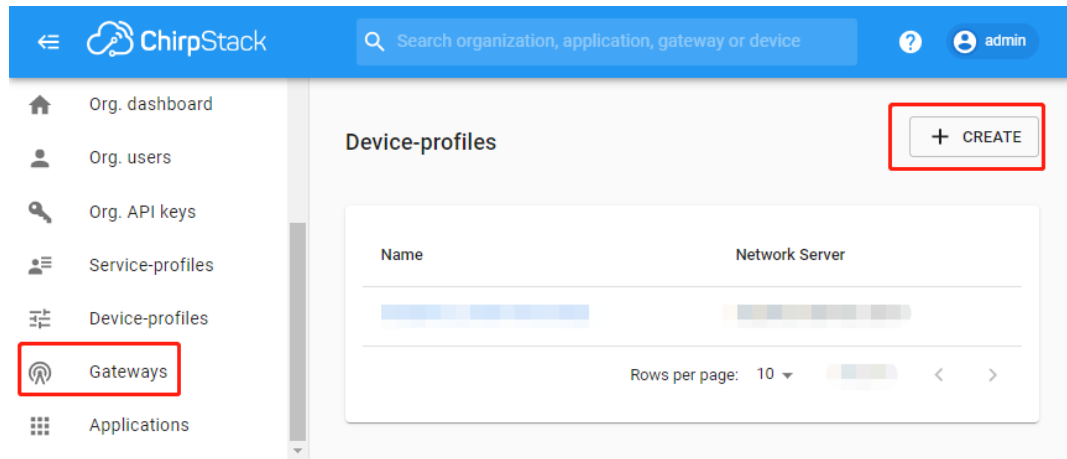 ChirpStack
Search organization, application, gateway or device
?
admin
Org. dashboard
Org. users
Org. API keys
Service-profiles
Device-profiles
Gateways
Applications
Device-profiles
+ CREATE
Name Network Server
Rows per page: 10